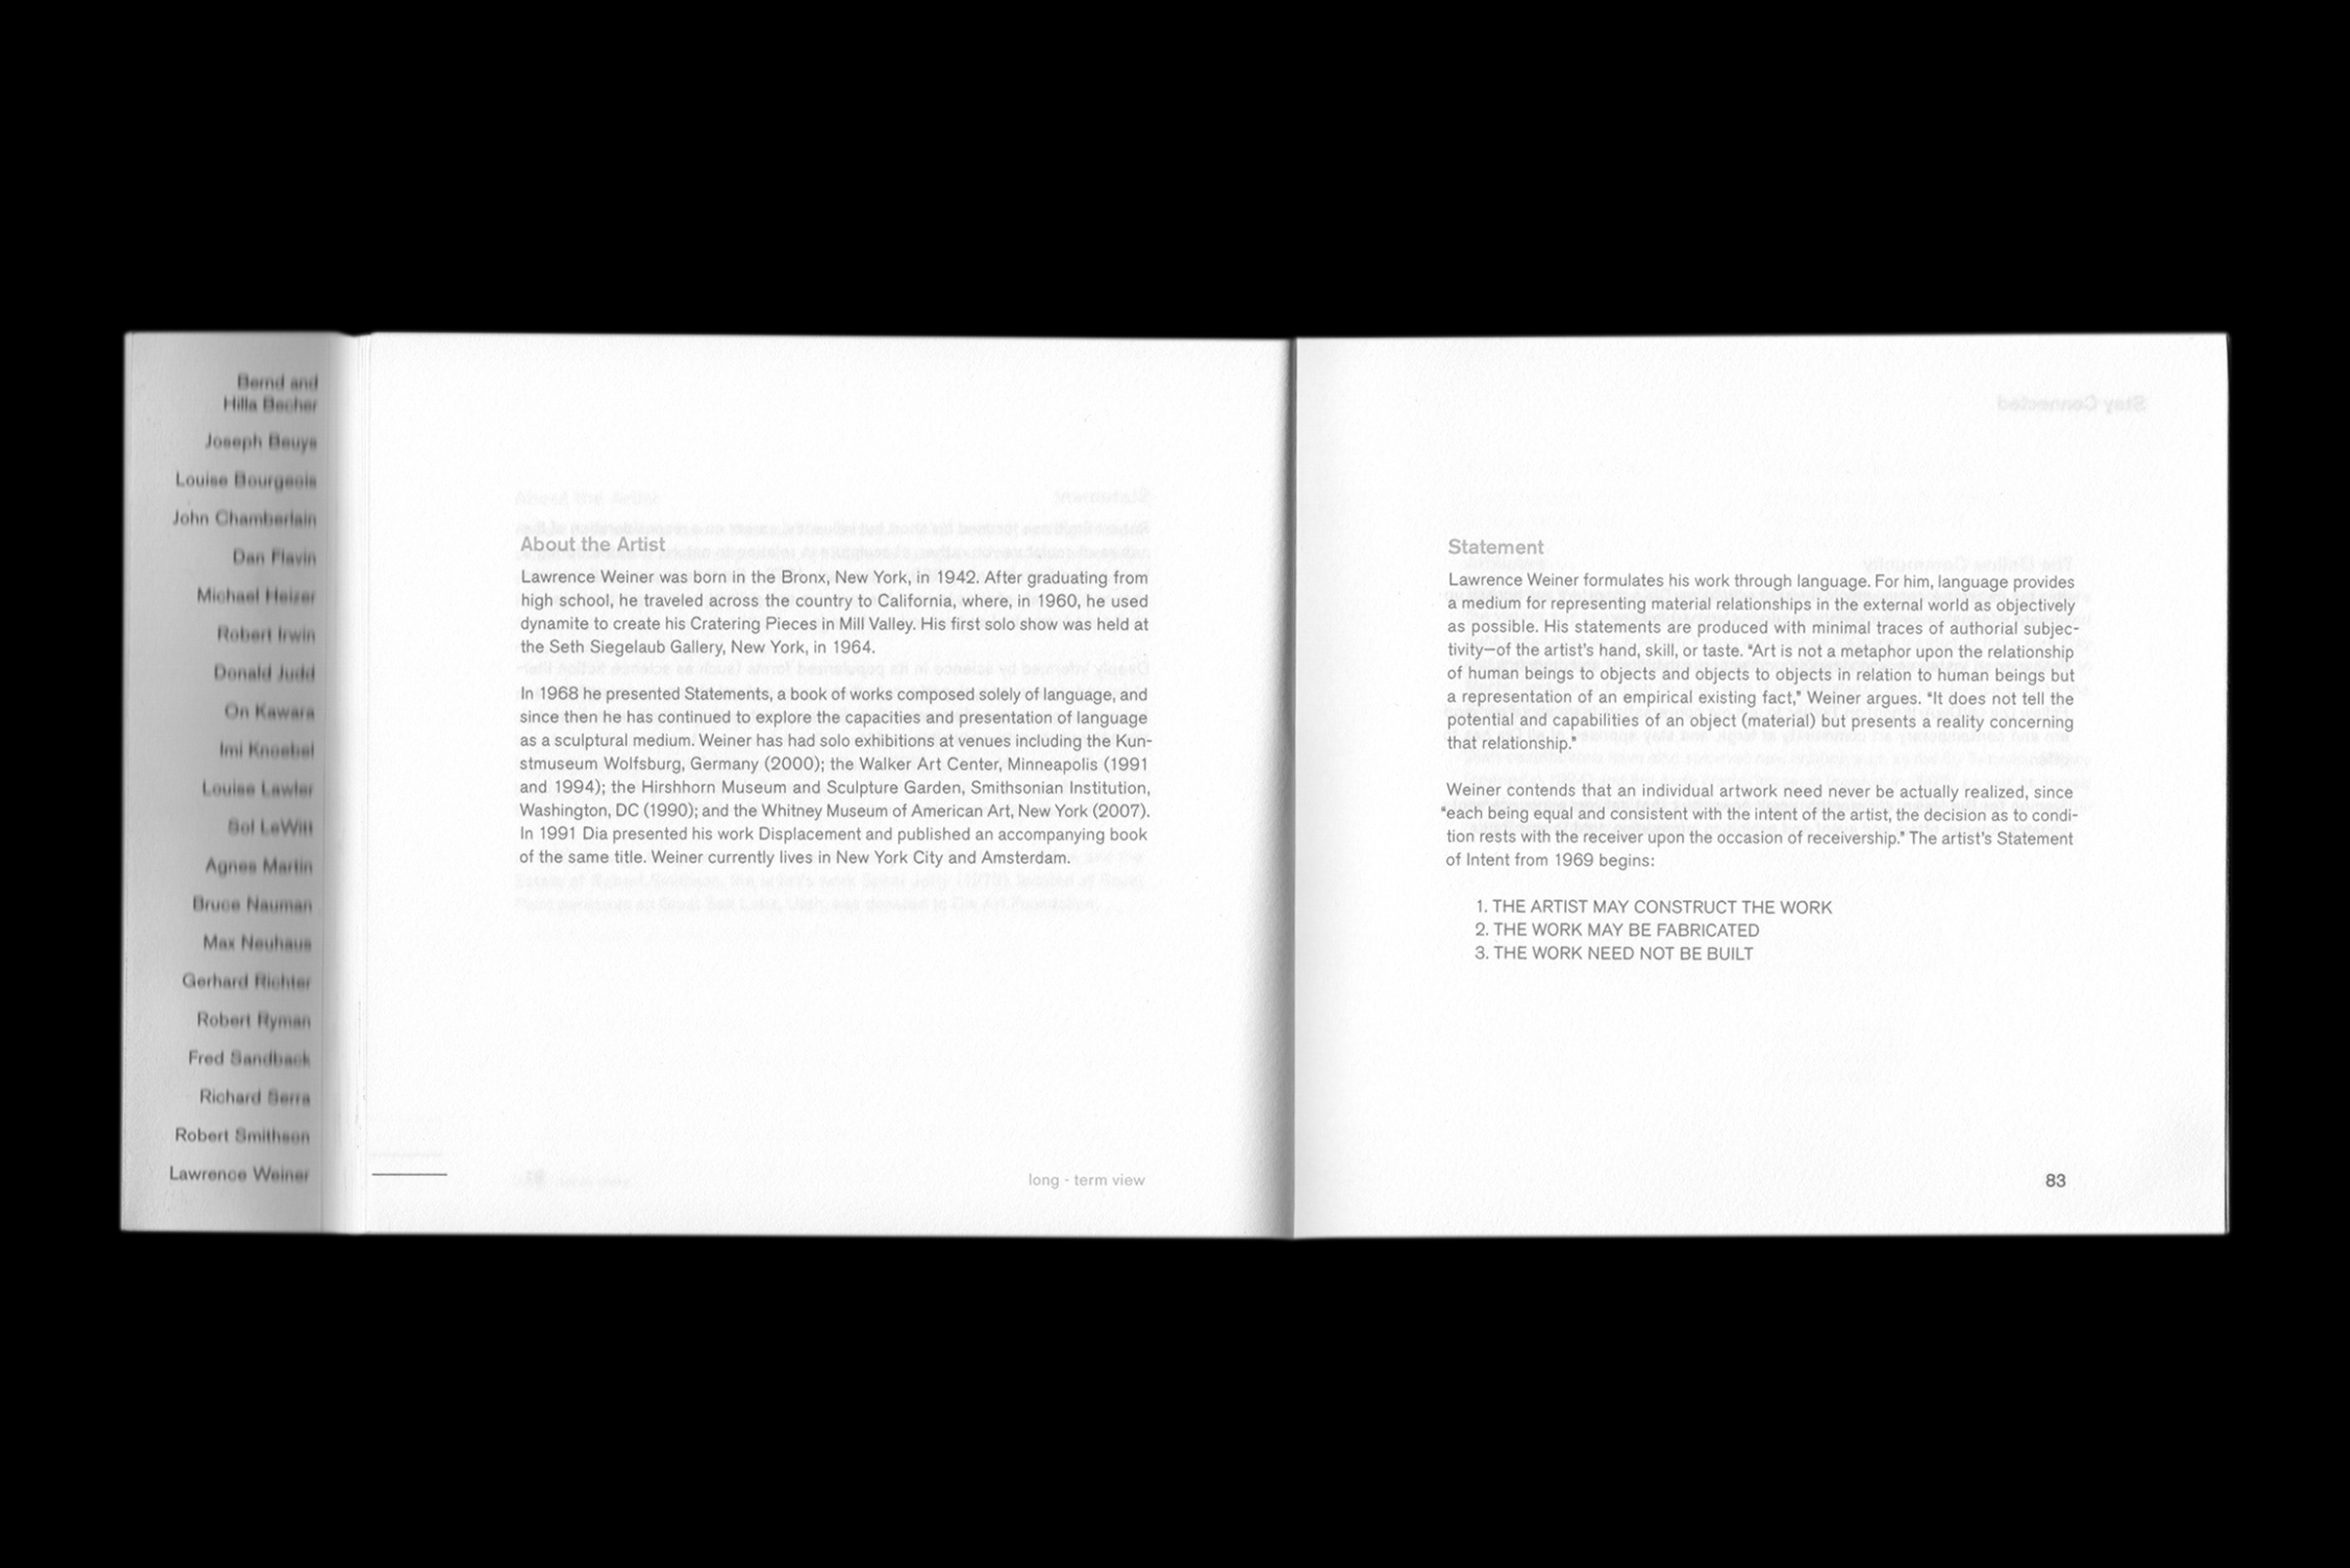 Bernd and
Hilla Becher
Joseph Beuys
Louise Bourgeois
John Chamberlain
Dan Flavin
Michael Heizer
Robert Irwin
Donald Judd
On Kawara
Imi Knoebel
Louise Lawler
Sol LeWitt
Agnes Martin
Bruce Nauman
Max Neuhaus
Gerhard Richter
Robert Ryman
Fred Sandback
Richard Serra
Robert Smithson
Lawrence Weiner
About the Artist
Lawrence Weiner was born in the Bronx, New York, in 1942. After graduating from
high school, he traveled across the country to California, where, in 1960, he used
dynamite to create his Cratering Pieces in Mill Valley. His first solo show was held at
the Seth Siegelaub Gallery, New York, in 1964.
In 1968 he presented Statements, a book of works composed solely of language, and
since then he has continued to explore the capacities and presentation of language
as a sculptural medium. Weiner has had solo exhibitions at venues including the Kun-
stmuseum Wolfsburg, Germany (2000); the Walker Art Center, Minneapolis (1991
and 1994); the Hirshhorn Museum and Sculpture Garden, Smithsonian Institution,
Washington, DC (1990); and the Whitney Museum of American Art, New York (2007).
In 1991 Dia presented his work Displacement and published an accompanying book
of the same title. Weiner currently lives in New York City and Amsterdam.
long - term view
Stay Connected
Statement
Lawrence Weiner formulates his work through language. For him, language provides
a medium for representing material relationships in the external world as objectively
as possible. His statements are produced with minimal traces of authorial subjec-
tivity—of the artist's hand, skill, or taste. "Art is not a metaphor upon the relationship
of human beings to objects and objects to objects in relation to human beings but
a representation of an empirical existing fact," Weiner argues. "It does not tell the
potential and capabilities of an object (material) but presents a reality concerning
that relationship."
Weiner contends that an individual artwork need never be actually realized, since
"each being equal and consistent with the intent of the artist, the decision as to condi-
tion rests with the receiver upon the occasion of receivership." The artist's Statement
of Intent from 1969 begins:
1. THE ARTIST MAY CONSTRUCT THE WORK
2. THE WORK MAY BE FABRICATED
3. THE WORK NEED NOT BE BUILT
83